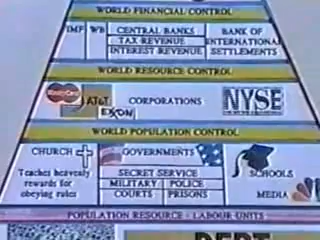 WORLD FINANCIAL CONTROL
IMF WB CENTRAL BANKS BANK OF
TAX REVENUE INTERNATIONAL
INTEREST REVENUE SETTLEMENTS
WORLD RESOURCE CONTROL
MasterCard AT&T CORPORATIONS NYSE
EXXON
WORLD POPULATION CONTROL
CHURCH GOVERNMENTS
Teaches heavenly SECRET SERVICE SCHOOLS
rewards for MILITARY POLICE
obeying rules COURTS PRISONS MEDIA
POPULATION RESOURCE - LABOUR UNITS
DEBT